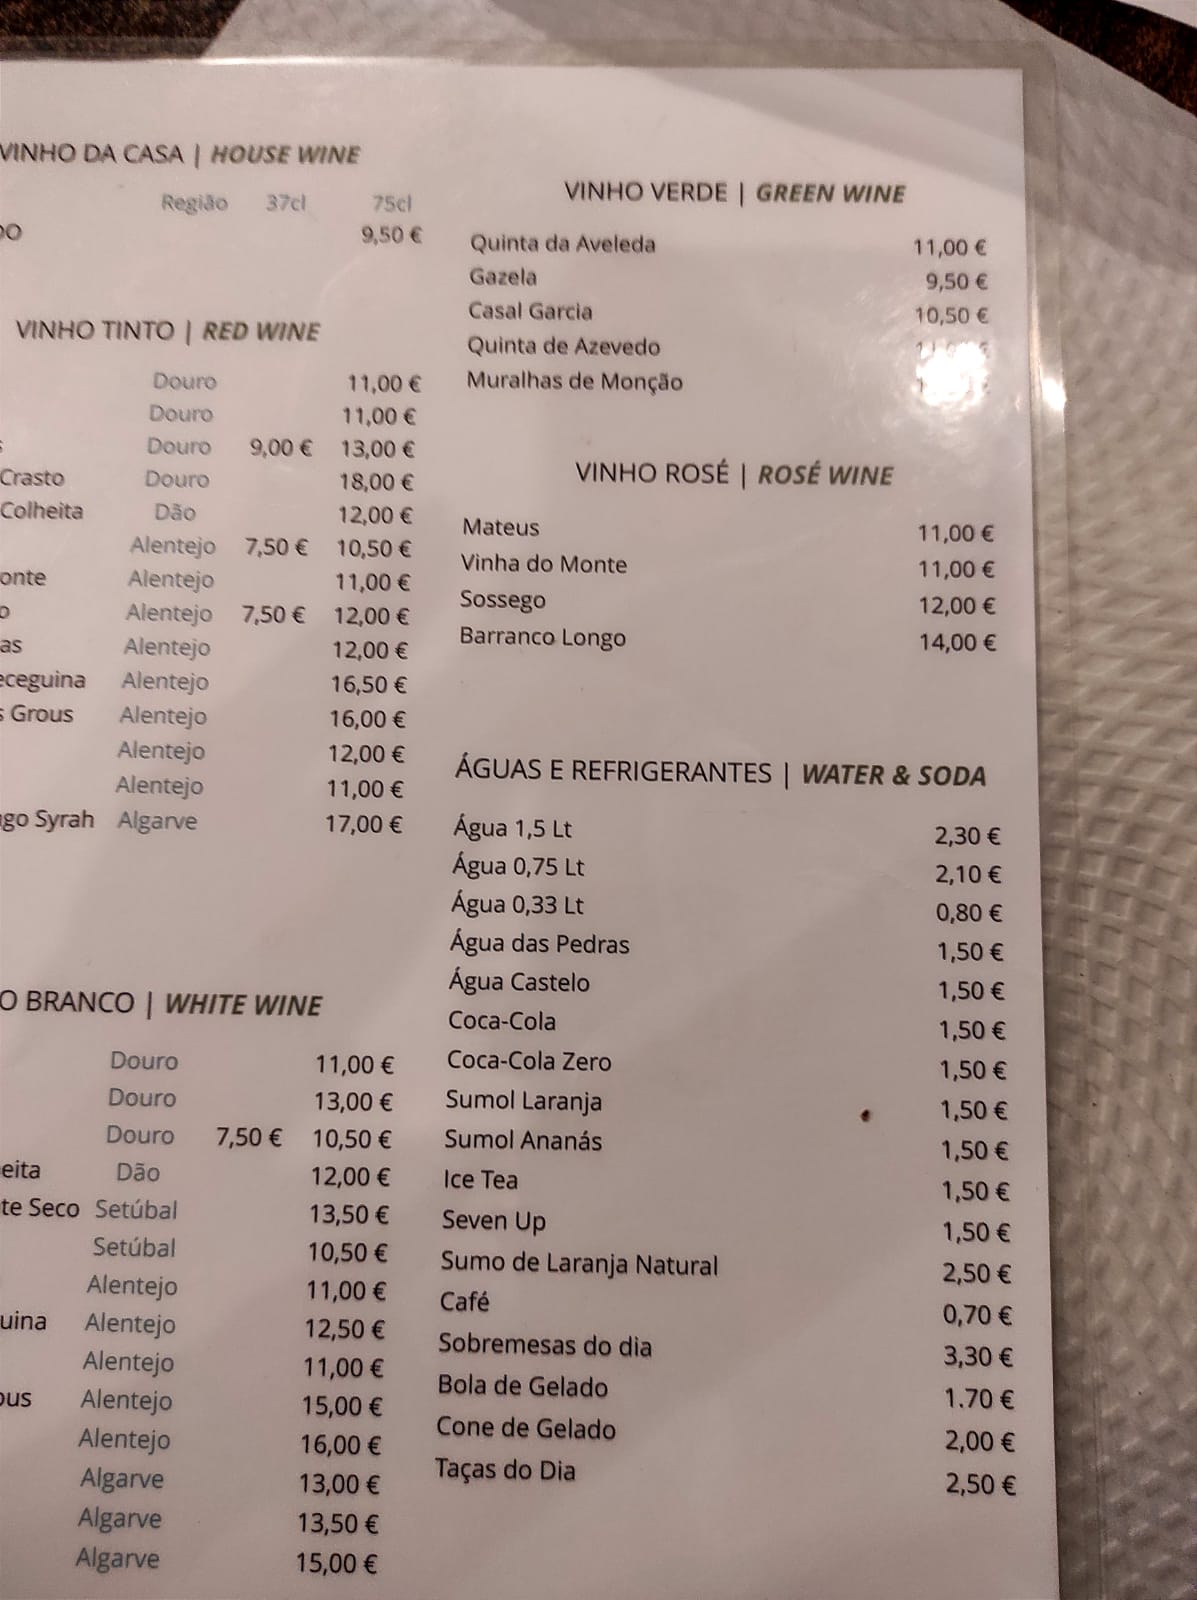 VINHO DA CASA | HOUSE WINE
Região 37cl 75cl
9,50 €
VINHO TINTO | RED WINE
Douro 11,00 €
Douro 11,00 €
Douro 9,00 € 13,00 €
Crasto Douro 18,00 €
Colheita Dão 12,00 €
Alentejo 7,50 € 10,50 €
onte Alentejo 11,00 €
o Alentejo 7,50 € 12,00 €
as Alentejo 12,00 €
eceguina Alentejo 16,50 €
s Grous Alentejo 16,00 €
Alentejo 12,00 €
Alentejo 11,00 €
go Syrah Algarve 17,00 €
O BRANCO | WHITE WINE
Douro 11,00 €
Douro 13,00 €
Douro 7,50 € 10,50 €
eita Dão 12,00 €
te Seco Setúbal 13,50 €
Setúbal 10,50 €
Alentejo 11,00 €
uina Alentejo 12,50 €
Alentejo 11,00 €
ous Alentejo 15,00 €
Alentejo 16,00 €
Algarve 13,00 €
Algarve 13,50 €
Algarve 15,00 €
VINHO VERDE | GREEN WINE
Quinta da Aveleda 11,00 €
Gazela 9,50 €
Casal Garcia 10,50 €
Quinta de Azevedo
Muralhas de Monção
VINHO ROSÉ | ROSÉ WINE
Mateus 11,00 €
Vinha do Monte 11,00 €
Sossego 12,00 €
Barranco Longo 14,00 €
ÁGUAS E REFRIGERANTES | WATER & SODA
Água 1,5 Lt 2,30 €
Água 0,75 Lt 2,10 €
Água 0,33 Lt 0,80 €
Água das Pedras 1,50 €
Água Castelo 1,50 €
Coca-Cola 1,50 €
Coca-Cola Zero 1,50 €
Sumol Laranja 1,50 €
Sumol Ananás 1,50 €
Ice Tea 1,50 €
Seven Up 1,50 €
Sumo de Laranja Natural 2,50 €
Café 0,70 €
Sobremesas do dia 3,30 €
Bola de Gelado 1.70 €
Cone de Gelado 2,00 €
Taças do Dia 2,50 €